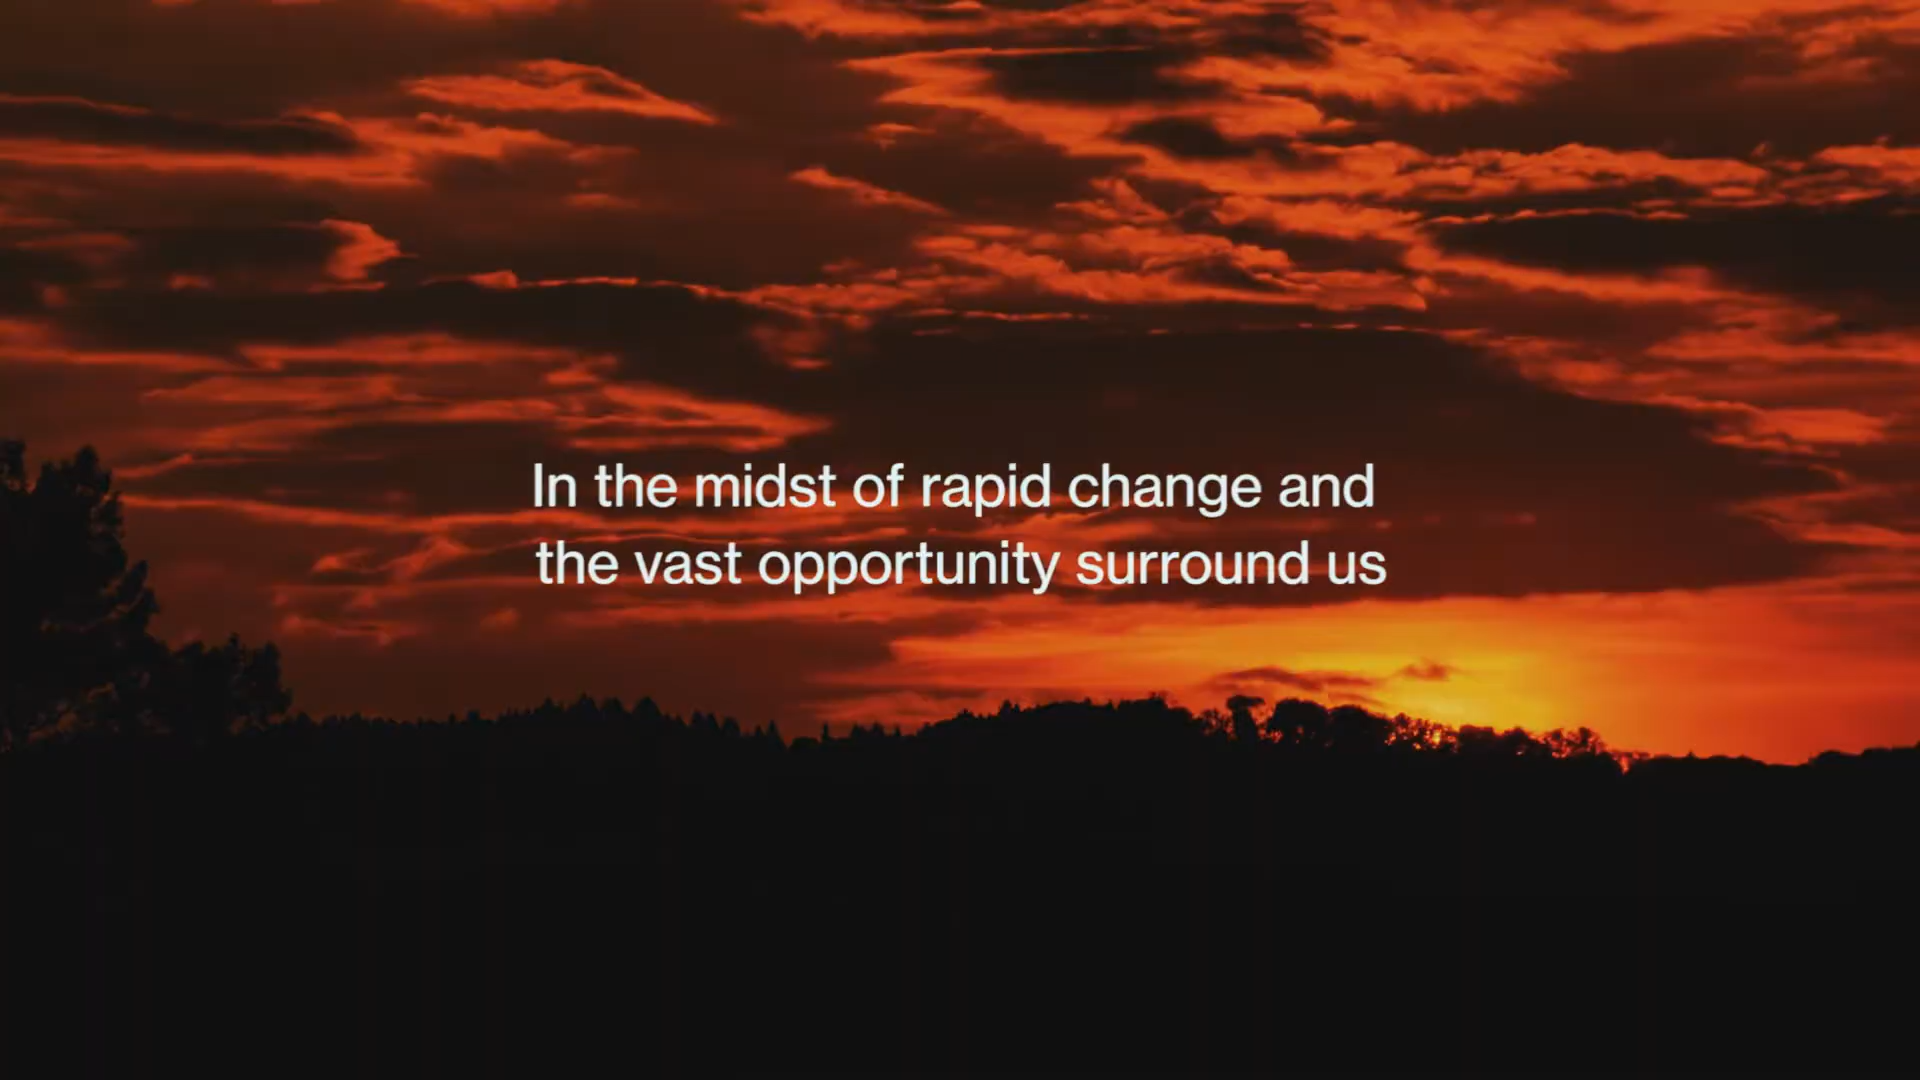 In the midst of rapid change and
the vast opportunity surround us